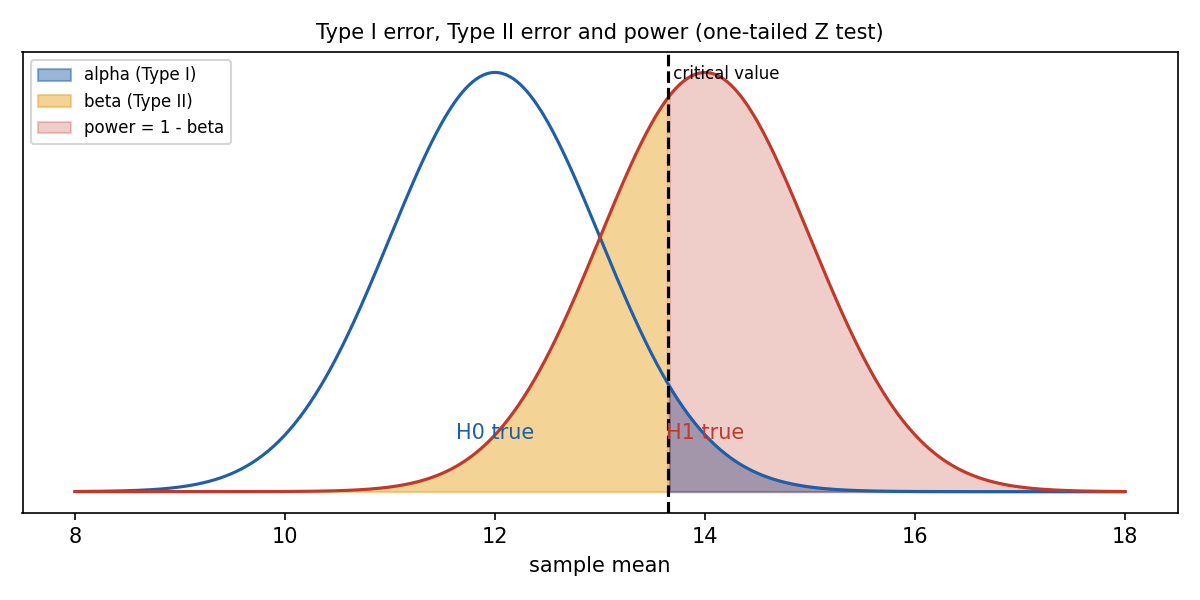 Type I error, Type II error and power (one-tailed Z test)
alpha (Type I)
beta (Type II)
power = 1 - beta
critical value
H0 true
H1 true
8 10 12 14 16 18
sample mean